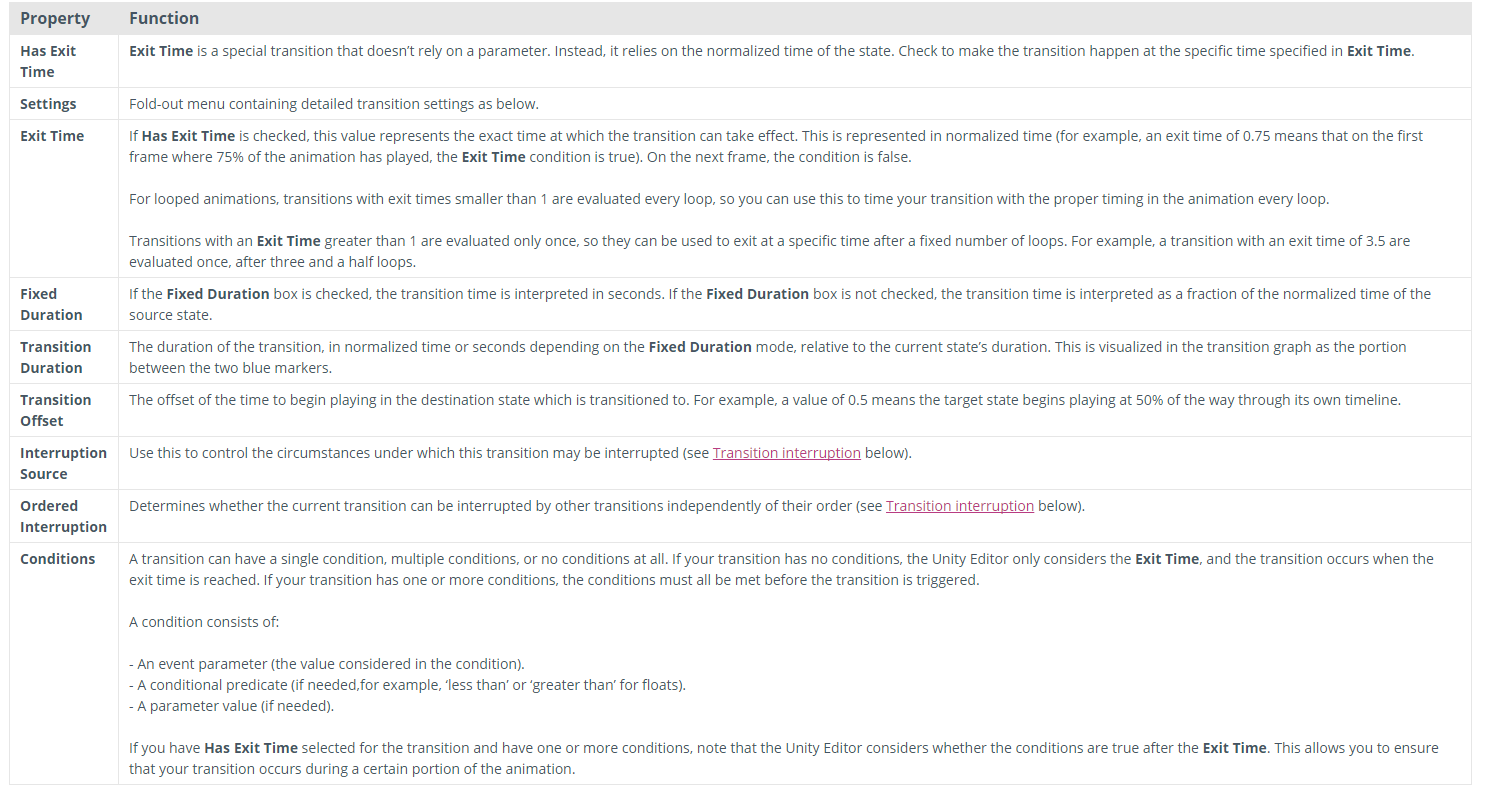 Property Function
Has Exit Time
Exit Time is a special transition that doesn’t rely on a parameter. Instead, it relies on the normalized time of the state. Check to make the transition happen at the specific time specified in Exit Time.
Settings
Fold-out menu containing detailed transition settings as below.
Exit Time
If Has Exit Time is checked, this value represents the exact time at which the transition can take effect. This is represented in normalized time (for example, an exit time of 0.75 means that on the first
frame where 75% of the animation has played, the Exit Time condition is true). On the next frame, the condition is false.
For looped animations, transitions with exit times smaller than 1 are evaluated every loop, so you can use this to time your transition with the proper timing in the animation every loop.
Transitions with an Exit Time greater than 1 are evaluated only once, so they can be used to exit at a specific time after a fixed number of loops. For example, a transition with an exit time of 3.5 are
evaluated once, after three and a half loops.
Fixed
Duration
If the Fixed Duration box is checked, the transition time is interpreted in seconds. If the Fixed Duration box is not checked, the transition time is interpreted as a fraction of the normalized time of the
source state.
Transition
Duration
The duration of the transition, in normalized time or seconds depending on the Fixed Duration mode, relative to the current state’s duration. This is visualized in the transition graph as the portion
between the two blue markers.
Transition
Offset
The offset of the time to begin playing in the destination state which is transitioned to. For example, a value of 0.5 means the target state begins playing at 50% of the way through its own timeline.
Interruption
Source
Use this to control the circumstances under which this transition may be interrupted (see Transition interruption below).
Ordered
Interruption
Determines whether the current transition can be interrupted by other transitions independently of their order (see Transition interruption below).
Conditions
A transition can have a single condition, multiple conditions, or no conditions at all. If your transition has no conditions, the Unity Editor only considers the Exit Time, and the transition occurs when the
exit time is reached. If your transition has one or more conditions, the conditions must all be met before the transition is triggered.
A condition consists of:
- An event parameter (the value considered in the condition).
- A conditional predicate (if needed,for example, ‘less than’ or ‘greater than’ for floats).
- A parameter value (if needed).
If you have Has Exit Time selected for the transition and have one or more conditions, note that the Unity Editor considers whether the conditions are true after the Exit Time. This allows you to ensure
that your transition occurs during a certain portion of the animation.